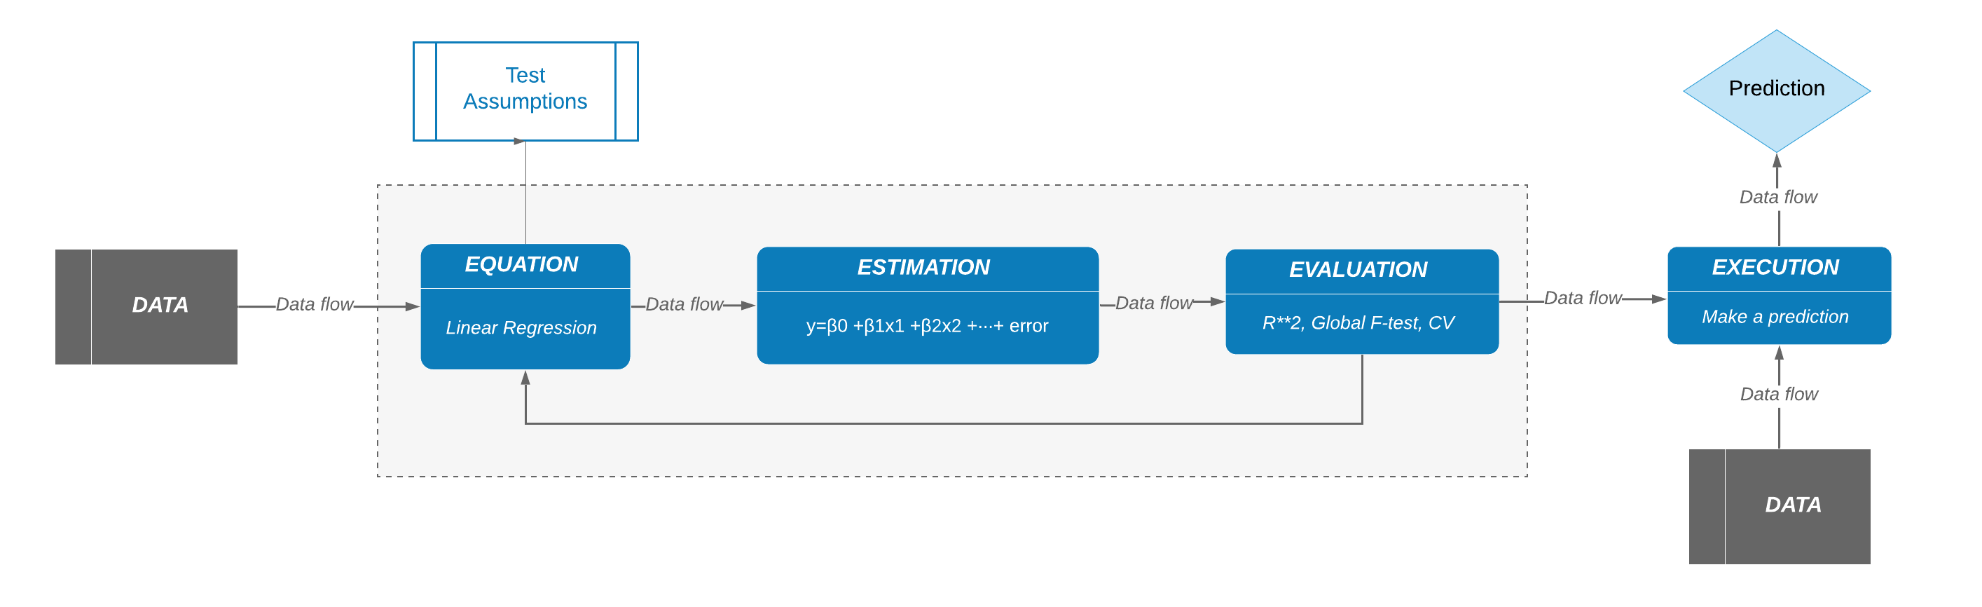 Test
Assumptions
Prediction
Data flow
DATA
Data flow
EQUATION
Linear Regression
Data flow
ESTIMATION
y=β0 +β1x1 +β2x2 +···+ error
Data flow
EVALUATION
R**2, Global F-test, CV
Data flow
EXECUTION
Make a prediction
Data flow
DATA